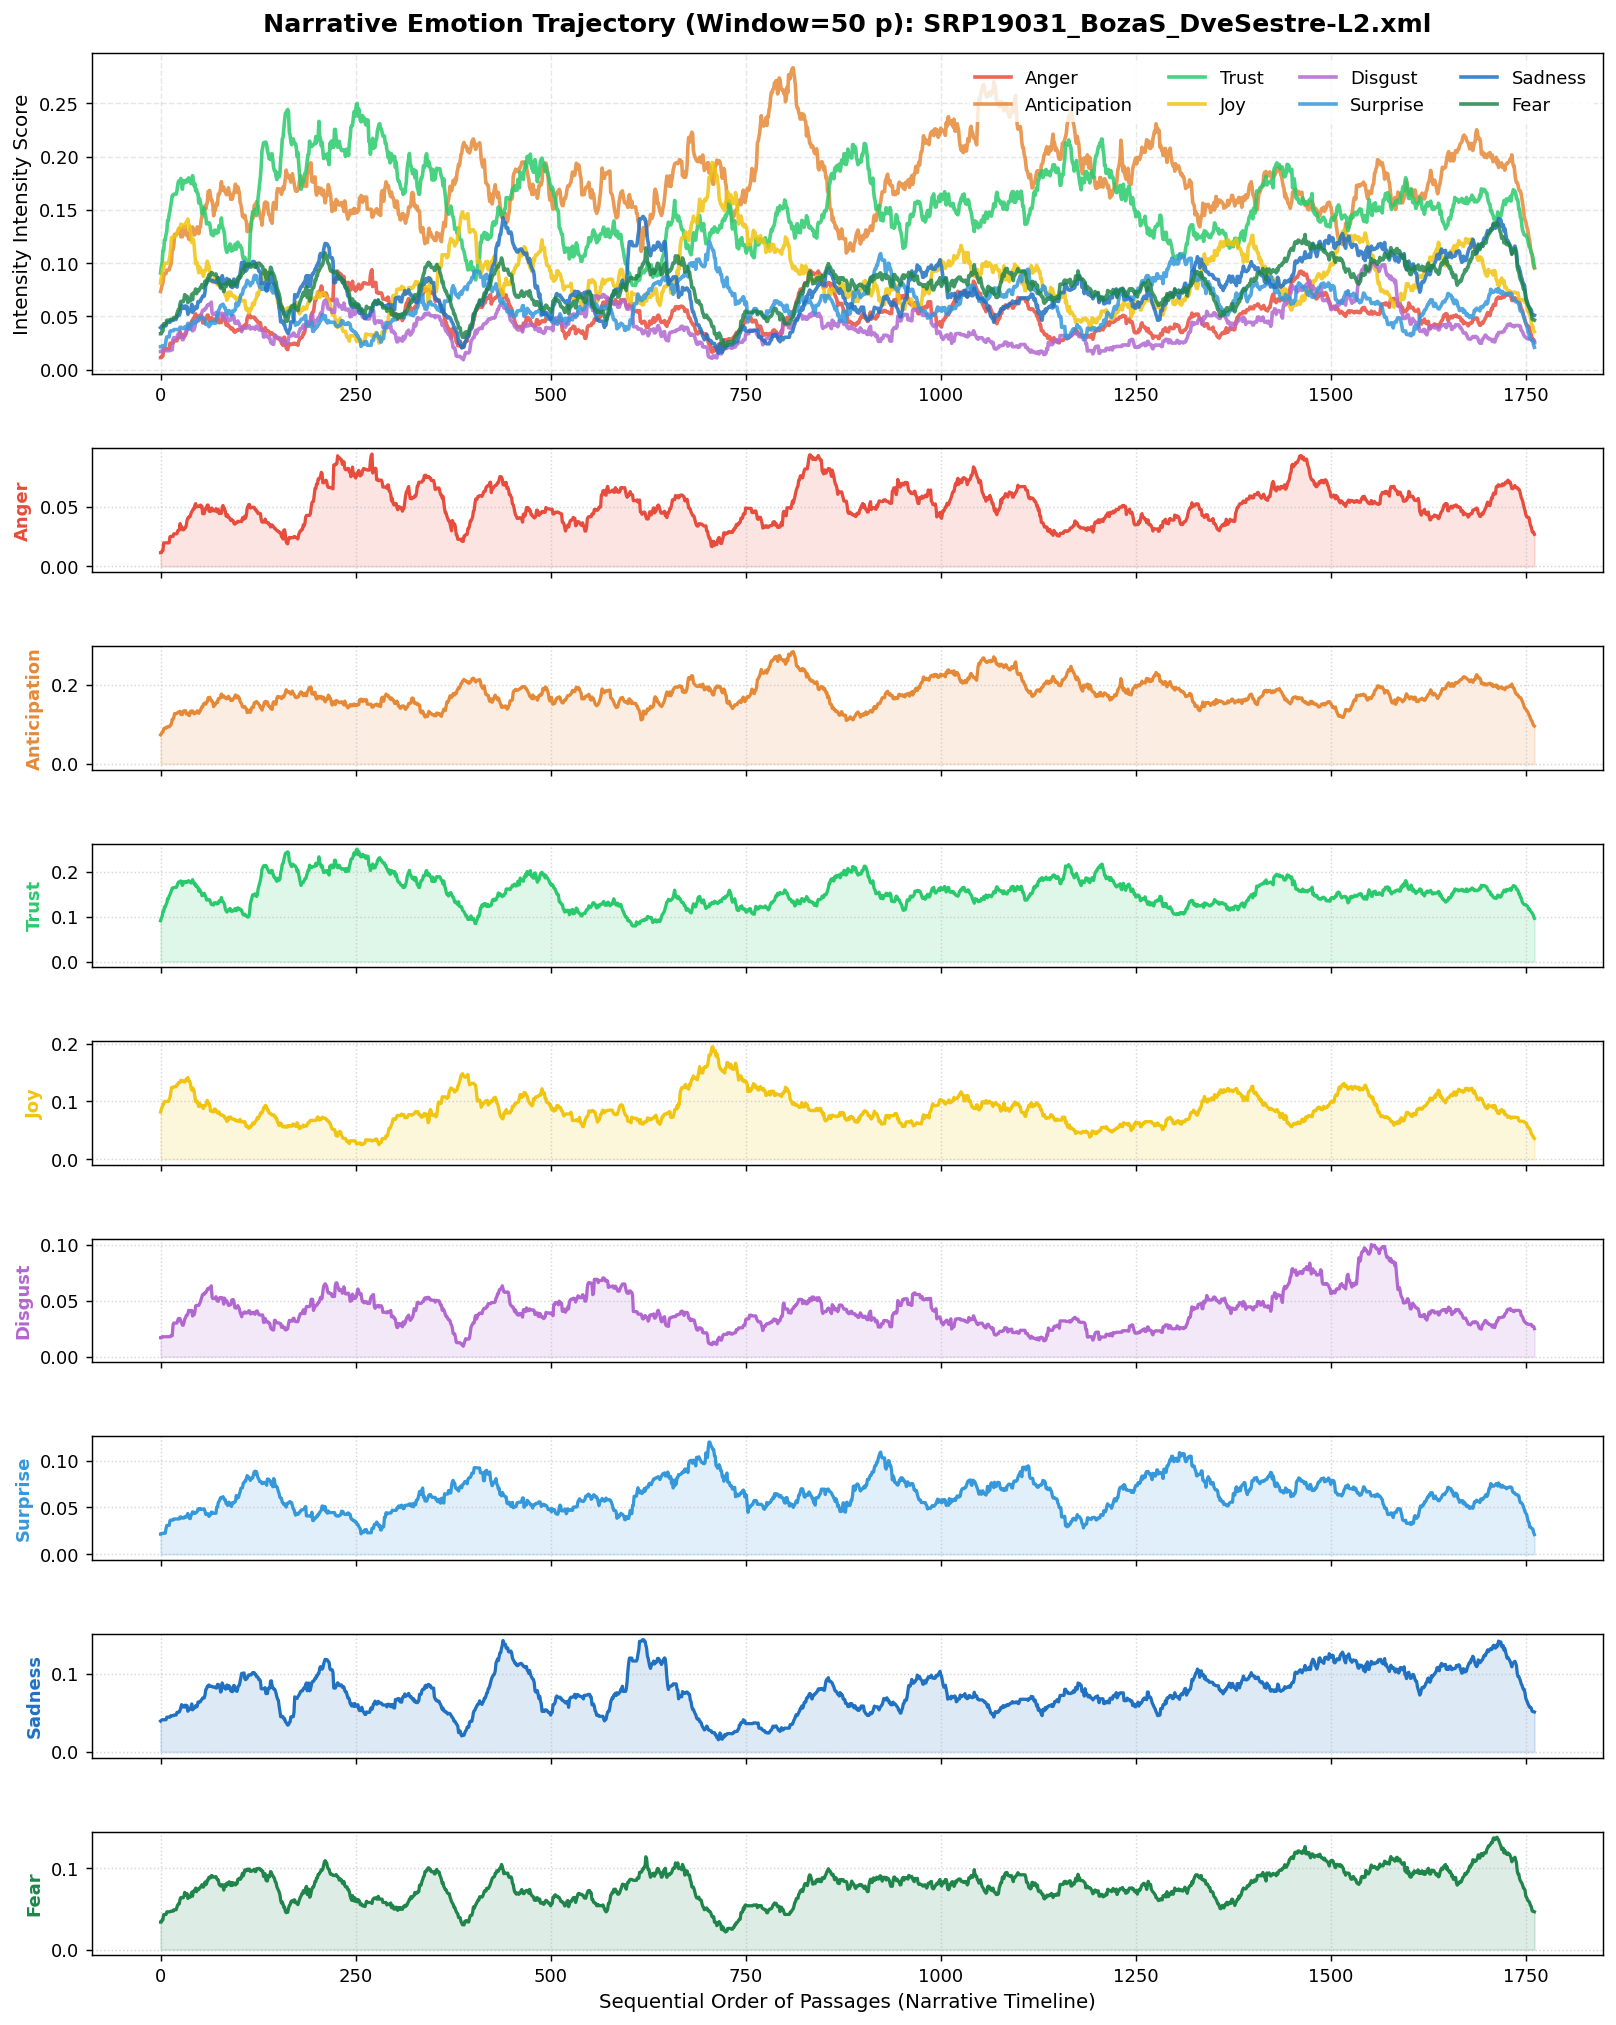 Narrative Emotion Trajectory (Window=50 p): SRP19031_BozaS_DveSestre-L2.xml
Intensity Intensity Score
0.25
0.20
0.15
0.10
0.05
0.00
Anger Trust Disgust Sadness
Anticipation Joy Surprise Fear
0 250 500 750 1000 1250 1500 1750
Anger
0.05
0.00
Anticipation
0.2
0.0
Trust
0.2
0.1
0.0
Joy
0.2
0.1
0.0
Disgust
0.10
0.05
0.00
Surprise
0.10
0.05
0.00
Sadness
0.1
0.0
Fear
0.1
0.0
0 250 500 750 1000 1250 1500 1750
Sequential Order of Passages (Narrative Timeline)